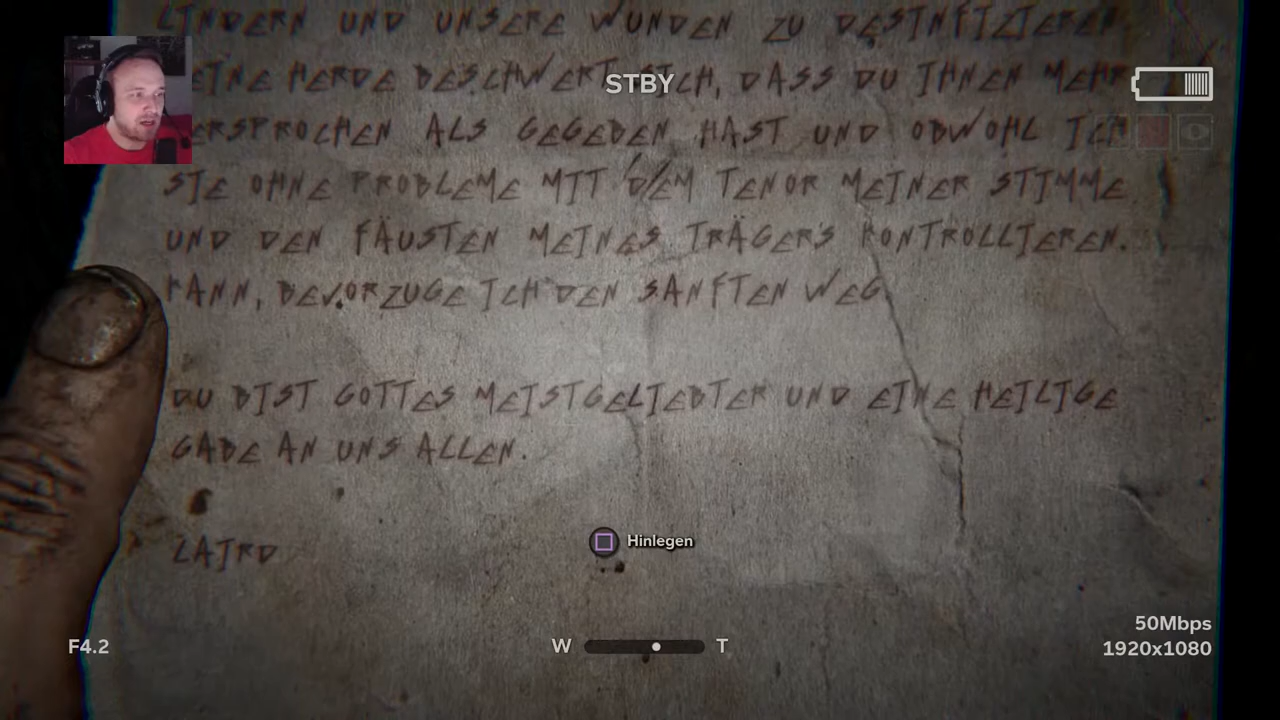 LINDERN UND UNSERE WUNDEN ZU DESINFIZIEREN.
MEINE HERDE BESCHWERT SICH, DASS DU IHNEN MEHR
STBY
VERSPROCHEN ALS GEGEBEN HAST UND OBWOHL ICH
SIE OHNE PROBLEME MIT DEM TENOR MEINER STIMME
UND DEN FÄUSTEN MEINES TRÄGERS KONTROLLIEREN
KANN, BEVORZUGE ICH DEN SANFTEN WEG.
DU BIST GOTTES MEISTGELIEBTER UND EINE HEILIGE
GABE AN UNS ALLEN.
LAIRD
Hinlegen
F4.2
W T
50Mbps
1920x1080